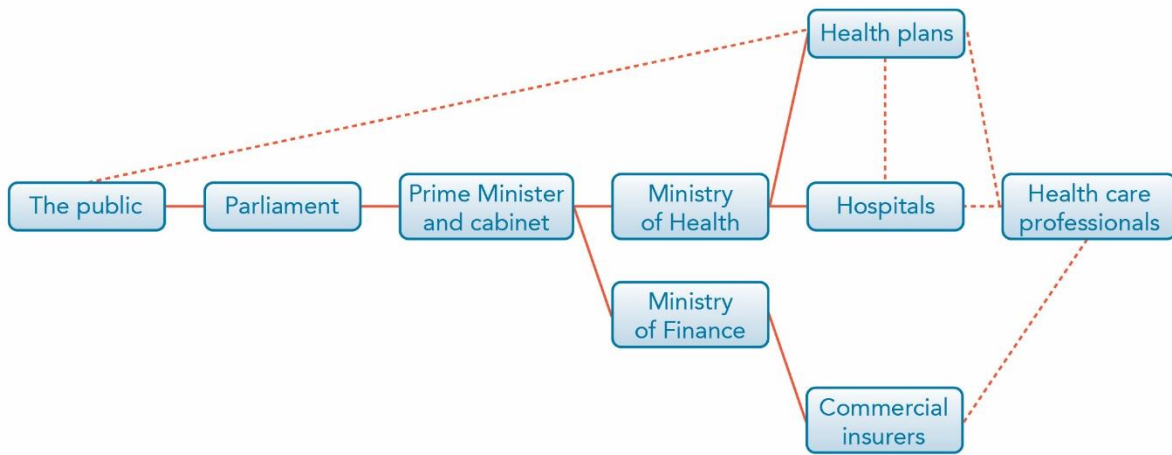 Health plans
The public
Parliament
Prime Minister
and cabinet
Ministry
of Health
Hospitals
Health care
professionals
Ministry
of Finance
Commercial
insurers